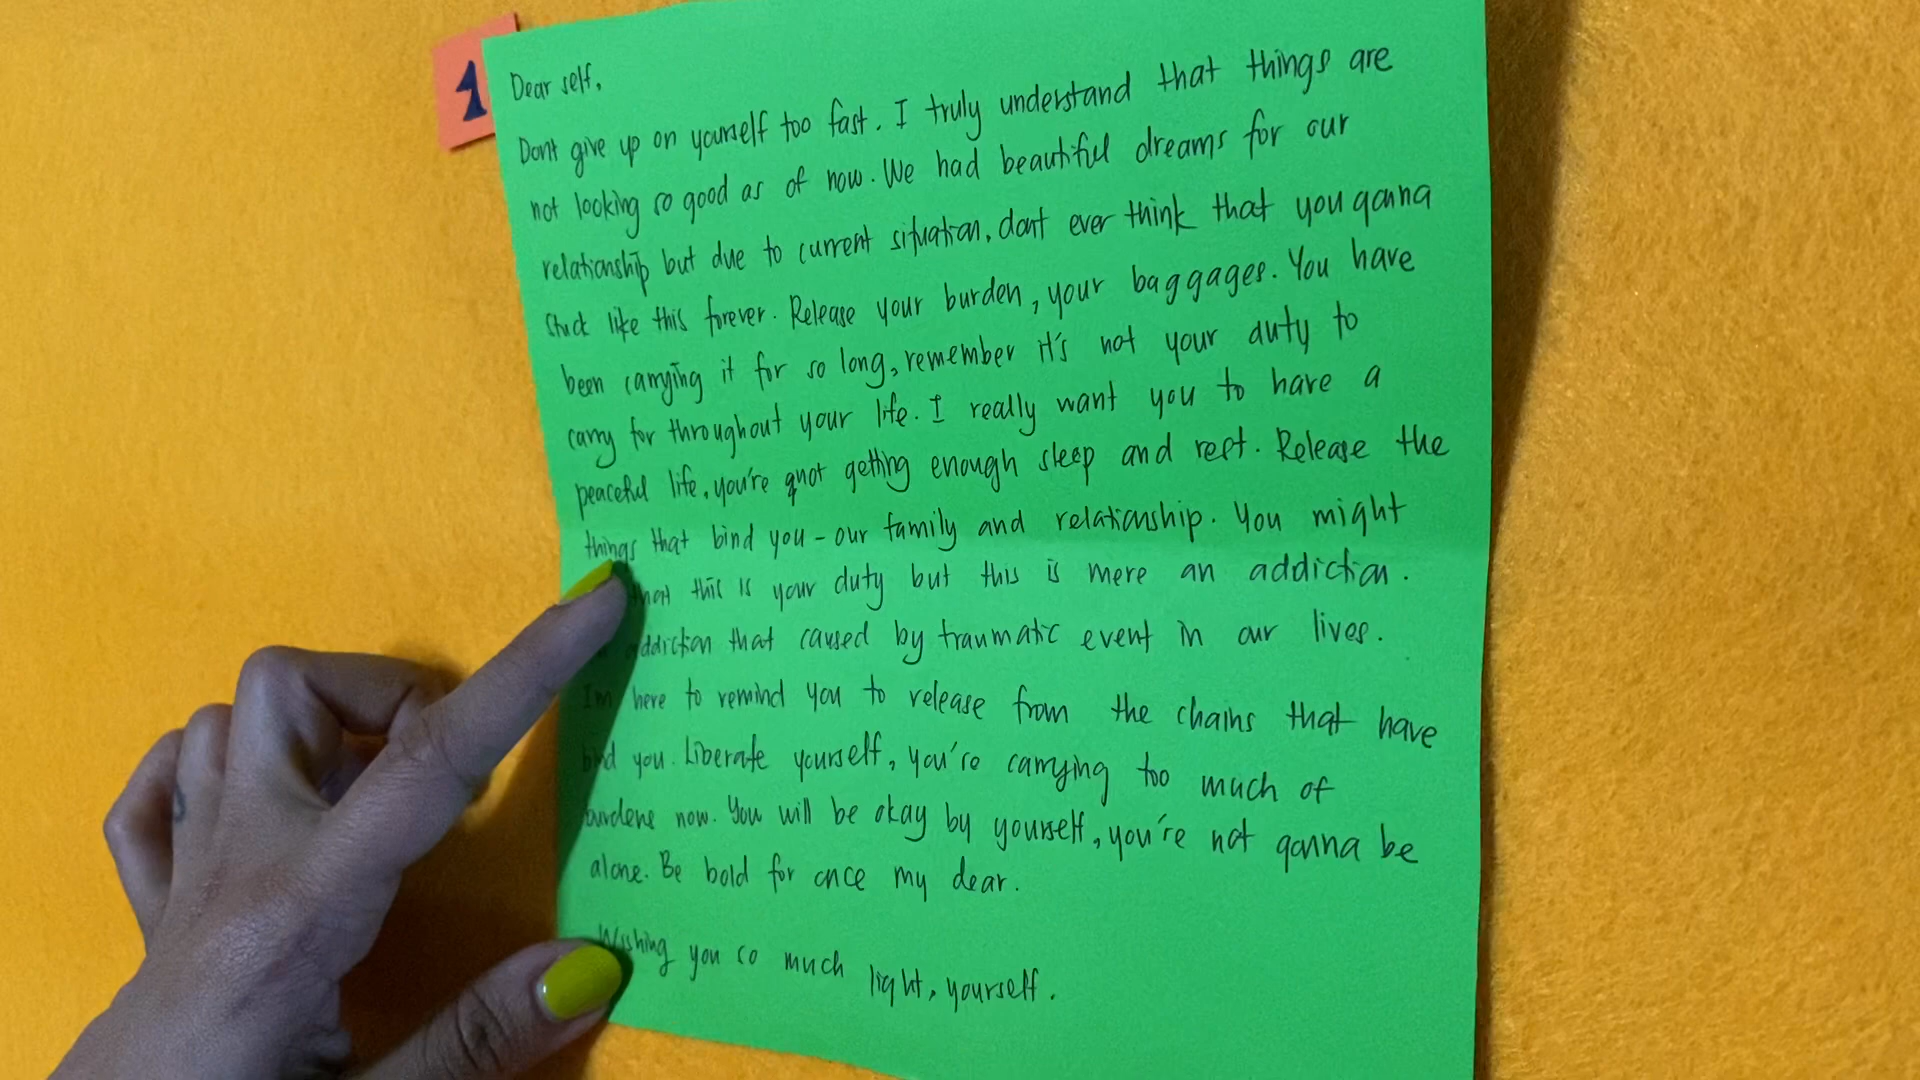 1
Dear self,
Dont give up on yourself too fast. I truly understand that things are
not looking so good as of now. We had beautiful dreams for our
relationship but due to current situation, dont ever think that you gonna
stuck like this forever. Release your burden, your baggages. You have
been carrying it for so long, remember it's not your duty to
carry for throughout your life. I really want you to have a
peaceful life, you're not getting enough sleep and rest. Release the
things that bind you - our family and relationship. You might
that this is your duty but this is mere an addiction.
addiction that caused by traumatic event in our lives.
I'm here to remind you to release from the chains that have
bind you. Liberate yourself, you're carrying too much of
burdens now. You will be okay by yourself, you're not gonna be
alone. Be bold for once my dear.
Wishing you so much light, yourself.